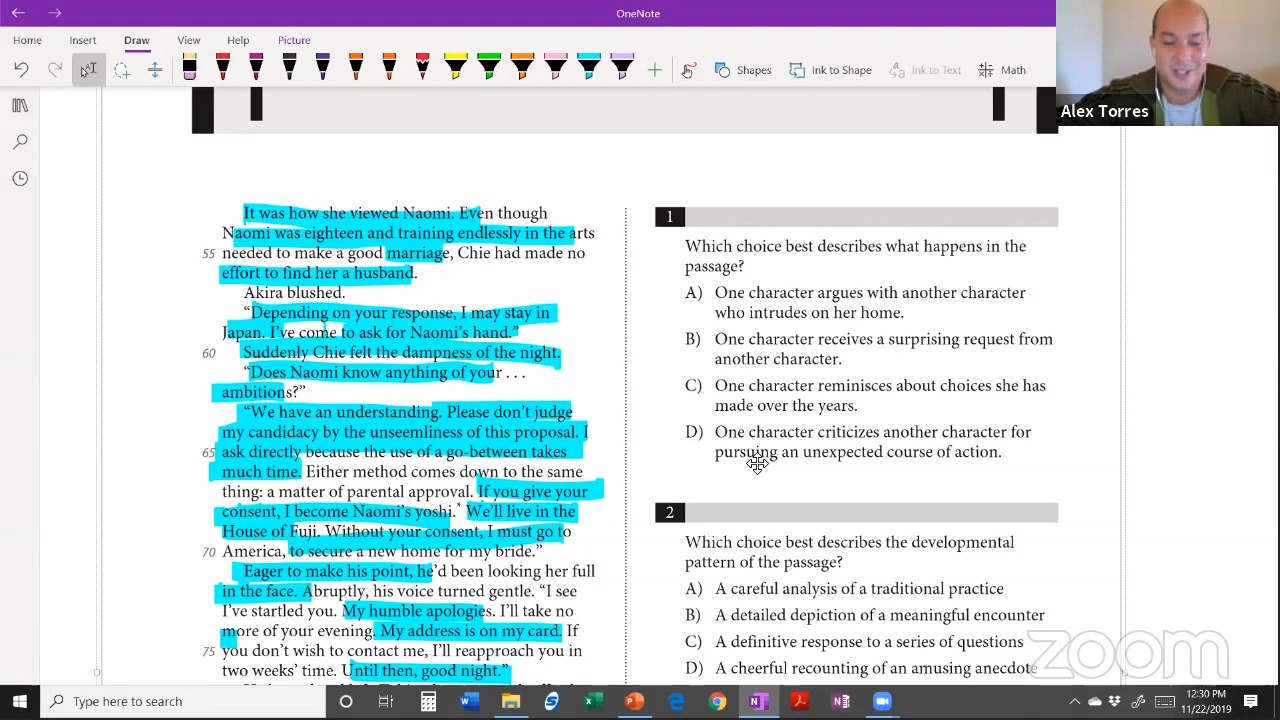 OneNote
Home
Insert
Draw
View
Help
Picture
Shapes
Ink to Shape
Ink to Text
Math
Alex Torres
It was how she viewed Naomi. Even though
Naomi was eighteen and training endlessly in the arts
55 needed to make a good marriage, Chie had made no
effort to find her a husband.
Akira blushed.
“Depending on your response, I may stay in
Japan. I’ve come to ask for Naomi’s hand.”
60 Suddenly Chie felt the dampness of the night.
“Does Naomi know anything of your . . .
ambitions?”
“We have an understanding. Please don’t judge
my candidacy by the unseemliness of this proposal. I
65 ask directly because the use of a go-between takes
much time. Either method comes down to the same
thing: a matter of parental approval. If you give your
consent, I become Naomi’s yoshi.* We’ll live in the
House of Fuji. Without your consent, I must go to
70 America, to secure a new home for my bride.”
Eager to make his point, he’d been looking her full
in the face. Abruptly, his voice turned gentle. “I see
I’ve startled you. My humble apologies. I’ll take no
more of your evening. My address is on my card. If
75 you don’t wish to contact me, I’ll reapproach you in
two weeks’ time. Until then, good night.”
1
Which choice best describes what happens in the
passage?
A) One character argues with another character
who intrudes on her home.
B) One character receives a surprising request from
another character.
C) One character reminisces about choices she has
made over the years.
D) One character criticizes another character for
pursuing an unexpected course of action.
2
Which choice best describes the developmental
pattern of the passage?
A) A careful analysis of a traditional practice
B) A detailed depiction of a meaningful encounter
C) A definitive response to a series of questions
D) A cheerful recounting of an amusing anecdote
zoom
Type here to search
12:30 PM
11/22/2019